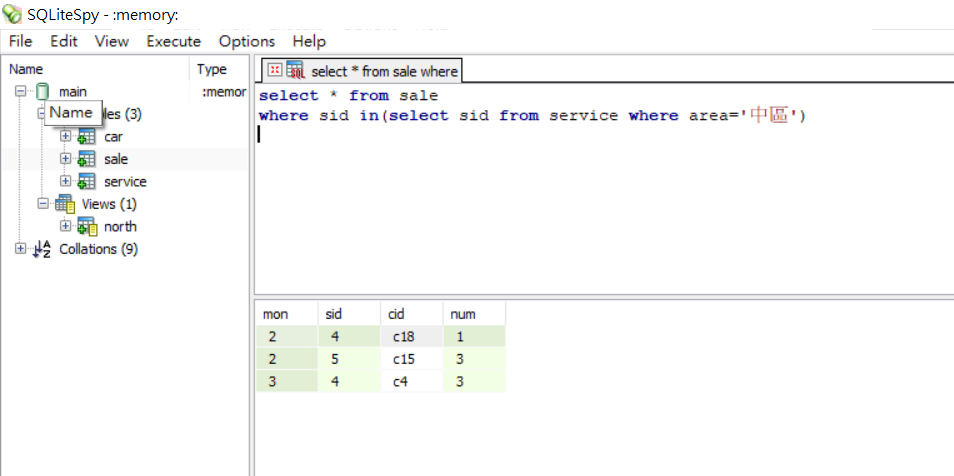 SQLiteSpy - :memory:
File Edit View Execute Options Help
Name Type
main :memor
Name les (3)
car
sale
service
Views (1)
north
Collations (9)
select * from sale where
select * from sale
where sid in(select sid from service where area='中區')
mon sid cid num
2 4 c18 1
2 5 c15 3
3 4 c4 3